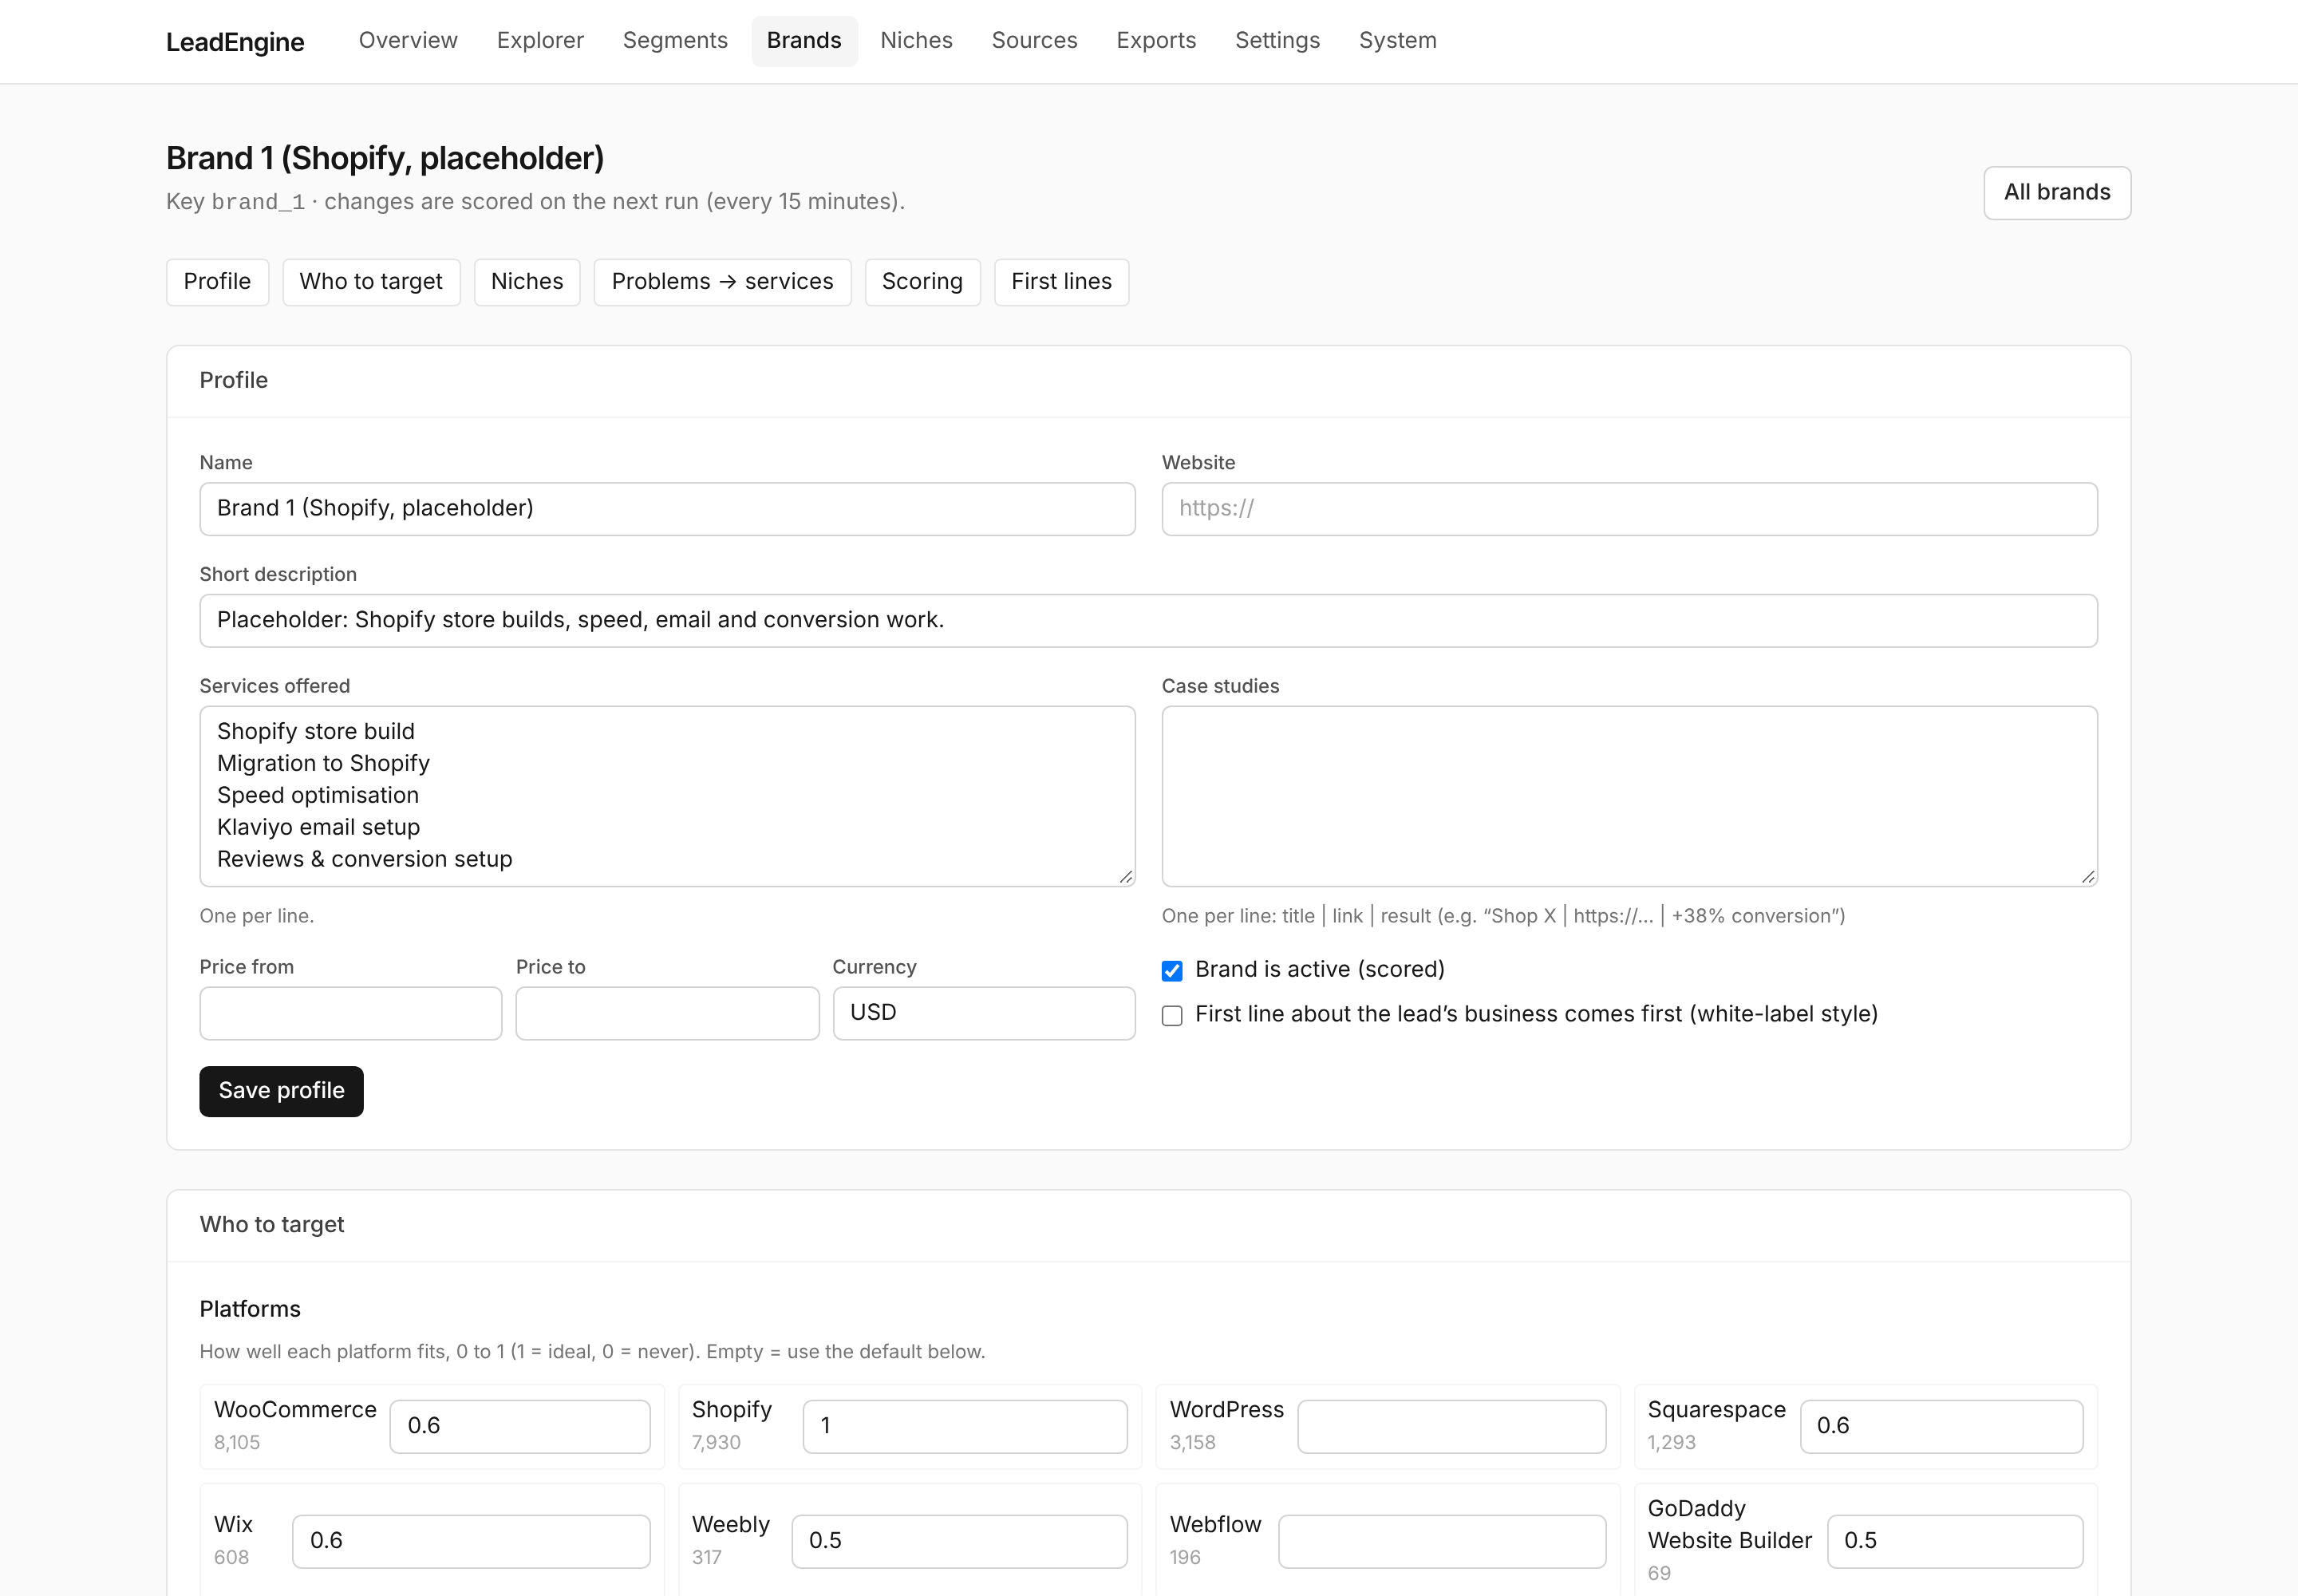 LeadEngine Overview Explorer Segments Brands Niches Sources Exports Settings System
Brand 1 (Shopify, placeholder)
Key brand_1 · changes are scored on the next run (every 15 minutes).
All brands
Profile Who to target Niches Problems → services Scoring First lines
Profile
Name
Brand 1 (Shopify, placeholder)
Website
https://
Short description
Placeholder: Shopify store builds, speed, email and conversion work.
Services offered
Shopify store build
Migration to Shopify
Speed optimisation
Klaviyo email setup
Reviews & conversion setup
One per line.
Case studies
One per line: title | link | result (e.g. “Shop X | https://… | +38% conversion”)
Price from Price to Currency
USD
Brand is active (scored)
First line about the lead’s business comes first (white-label style)
Save profile
Who to target
Platforms
How well each platform fits, 0 to 1 (1 = ideal, 0 = never). Empty = use the default below.
WooCommerce
8,105
0.6
Shopify
7,930
1
WordPress
3,158
Squarespace
1,293
0.6
Wix
608
0.6
Weebly
317
0.5
Webflow
196
GoDaddy
Website Builder
69
0.5